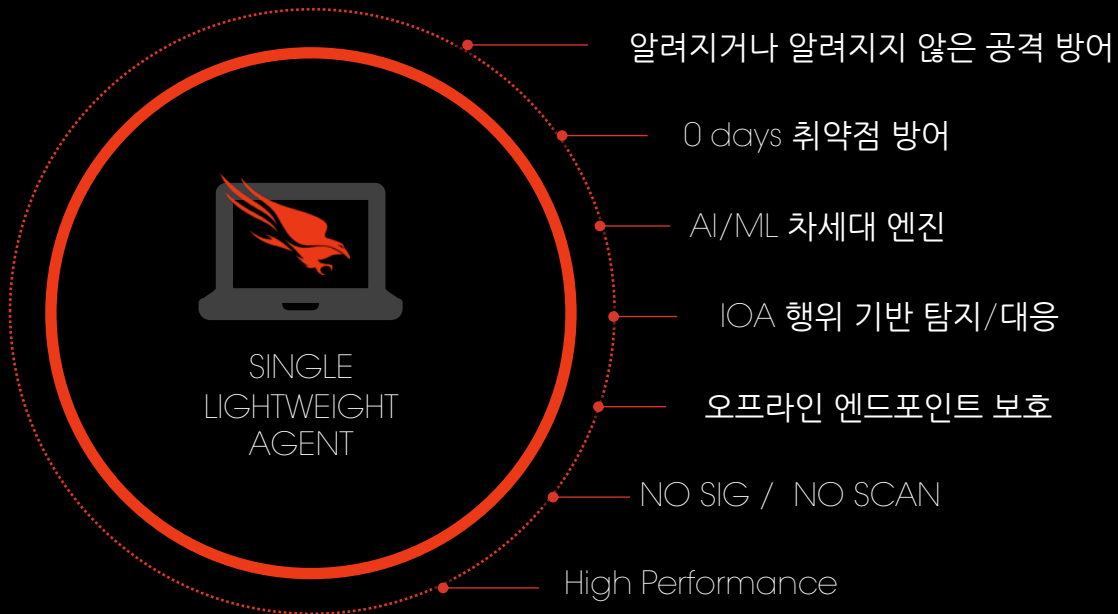 알려지거나 알려지지 않은 공격 방어
0 days 취약점 방어
AI/ML 차세대 엔진
IOA 행위 기반 탐지/대응
SINGLE
LIGHTWEIGHT
AGENT
오프라인 엔드포인트 보호
NO SIG / NO SCAN
High Performance